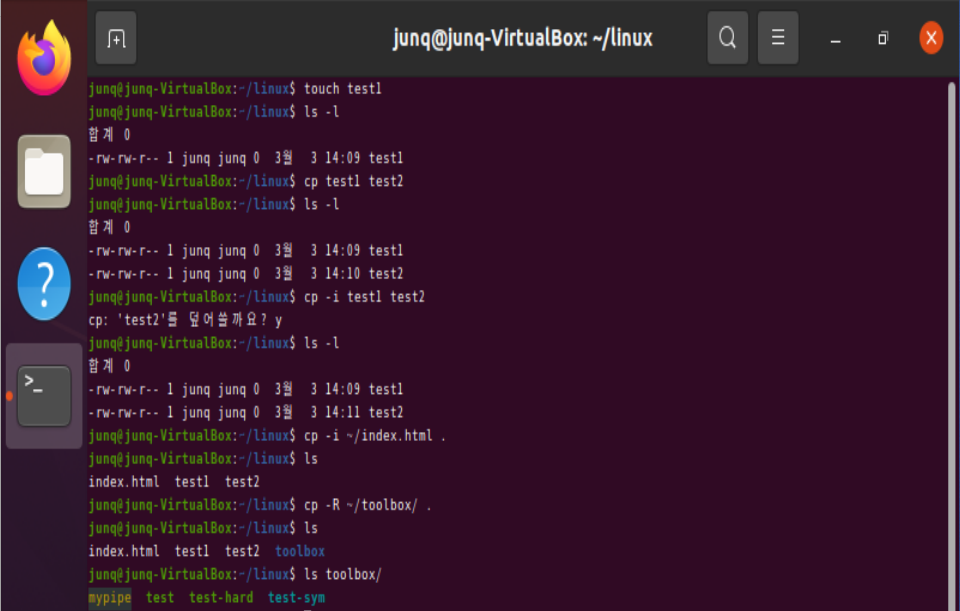 junq@junq-VirtualBox: ~/linux
junq@junq-VirtualBox:~/linux$ touch test1
junq@junq-VirtualBox:~/linux$ ls -l
합계 0
-rw-rw-r-- 1 junq junq 0  3월  3 14:09 test1
junq@junq-VirtualBox:~/linux$ cp test1 test2
junq@junq-VirtualBox:~/linux$ ls -l
합계 0
-rw-rw-r-- 1 junq junq 0  3월  3 14:09 test1
-rw-rw-r-- 1 junq junq 0  3월  3 14:10 test2
junq@junq-VirtualBox:~/linux$ cp -i test1 test2
cp: 'test2'를 덮어쓸까요? y
junq@junq-VirtualBox:~/linux$ ls -l
합계 0
-rw-rw-r-- 1 junq junq 0  3월  3 14:09 test1
-rw-rw-r-- 1 junq junq 0  3월  3 14:11 test2
junq@junq-VirtualBox:~/linux$ cp -i ~/index.html .
junq@junq-VirtualBox:~/linux$ ls
index.html  test1  test2
junq@junq-VirtualBox:~/linux$ cp -R ~/toolbox/ .
junq@junq-VirtualBox:~/linux$ ls
index.html  test1  test2  toolbox
junq@junq-VirtualBox:~/linux$ ls toolbox/
mypipe  test  test-hard  test-sym